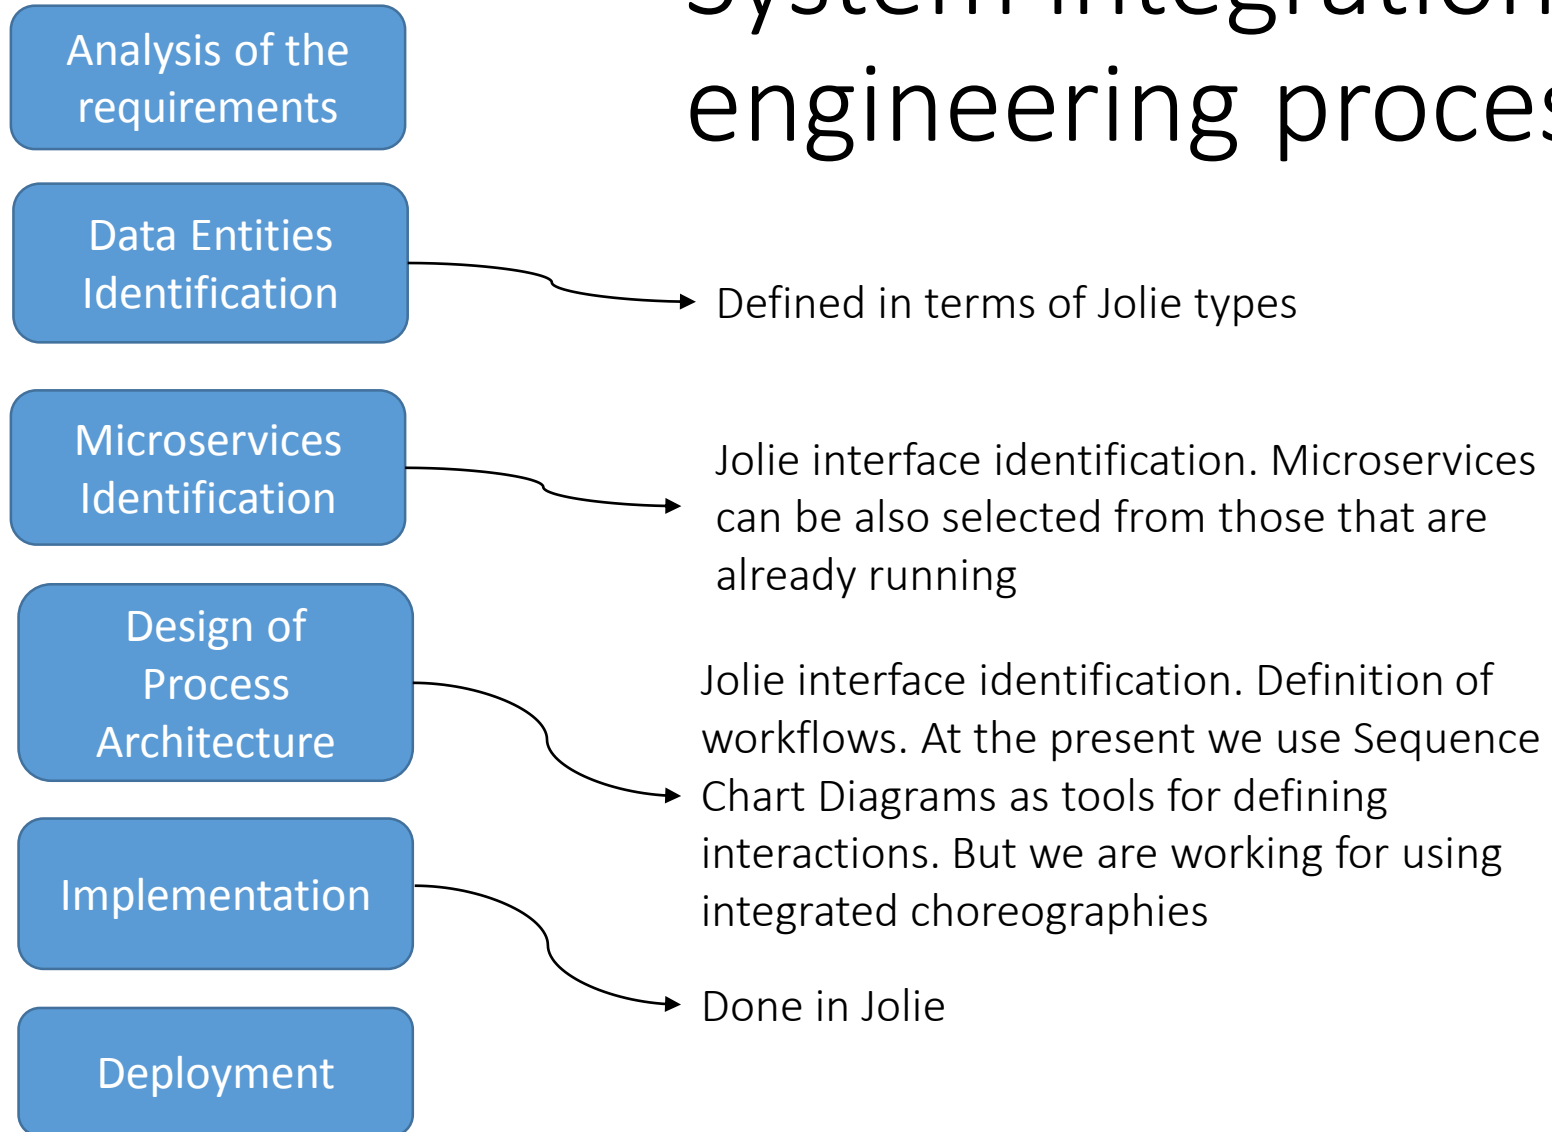 System integration
engineering proces
Analysis of the
requirements
Data Entities
Identification
Defined in terms of Jolie types
Microservices
Identification
Jolie interface identification. Microservices
can be also selected from those that are
already running
Design of
Process
Architecture
Jolie interface identification. Definition of
workflows. At the present we use Sequence
Chart Diagrams as tools for defining
interactions. But we are working for using
integrated choreographies
Implementation
Done in Jolie
Deployment